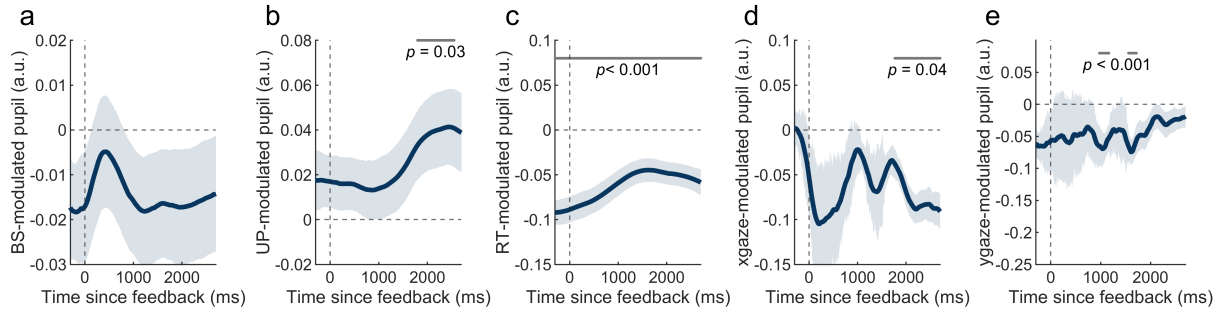 a
BS-modulated pupil (a.u.)
0.02
0.01
0
-0.01
-0.02
-0.03
0
1000
2000
Time since feedback (ms)
b
UP-modulated pupil (a.u.)
0.08
0.06
0.04
0.02
0
-0.02
p = 0.03
0
1000
2000
Time since feedback (ms)
c
RT-modulated pupil (a.u.)
0.1
0.05
0
-0.05
-0.1
-0.15
p< 0.001
0
1000
2000
Time since feedback (ms)
d
xgaze-modulated pupil (a.u.)
0.1
0.05
0
-0.05
-0.1
-0.15
p = 0.04
0
1000
2000
Time since feedback (ms)
e
ygaze-modulated pupil (a.u.)
0.05
0
-0.05
-0.1
-0.15
-0.2
-0.25
p < 0.001
0
1000
2000
Time since feedback (ms)